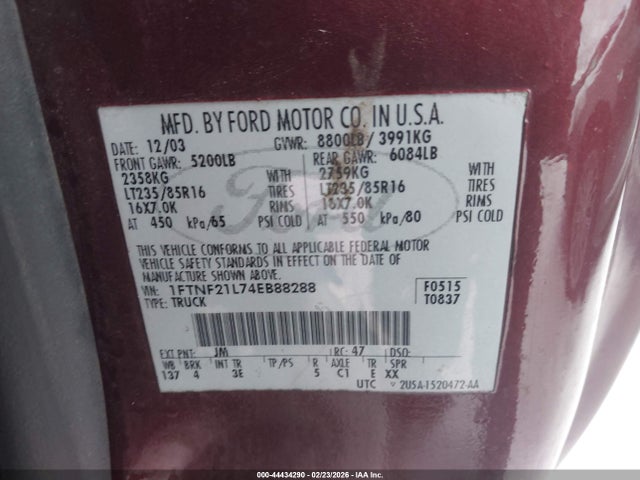 MFD. BY FORD MOTOR CO. IN U.S.A.
DATE: 12/03 GVWR: 8800LB/ 3991KG
FRONT GAWR: 5200LB REAR GAWR: 6084LB
2358KG WITH 2759KG WITH
LT235/85R16 TIRES LT235/85R16 TIRES
16X7.0K RIMS 16X7.0K RIMS
AT 450 kPa/65 PSI COLD AT 550 kPa/80 PSI COLD
THIS VEHICLE CONFORMS TO ALL APPLICABLE FEDERAL MOTOR
VEHICLE SAFETY STANDARDS IN EFFECT ON THE DATE OF
MANUFACTURE SHOWN ABOVE.
VIN: 1FTNF21L74EB88288 F0515
TYPE: TRUCK T0837
EXT PNT: JM RC: 47 DSO:
WB BRK INT TR TP/PS R AXLE TR SPR
137 4 3E 5 C1 E XX
UTC V 2U5A-1520472-AA
Ford
000-44434290 - 02/23/2026 - IAA Inc.